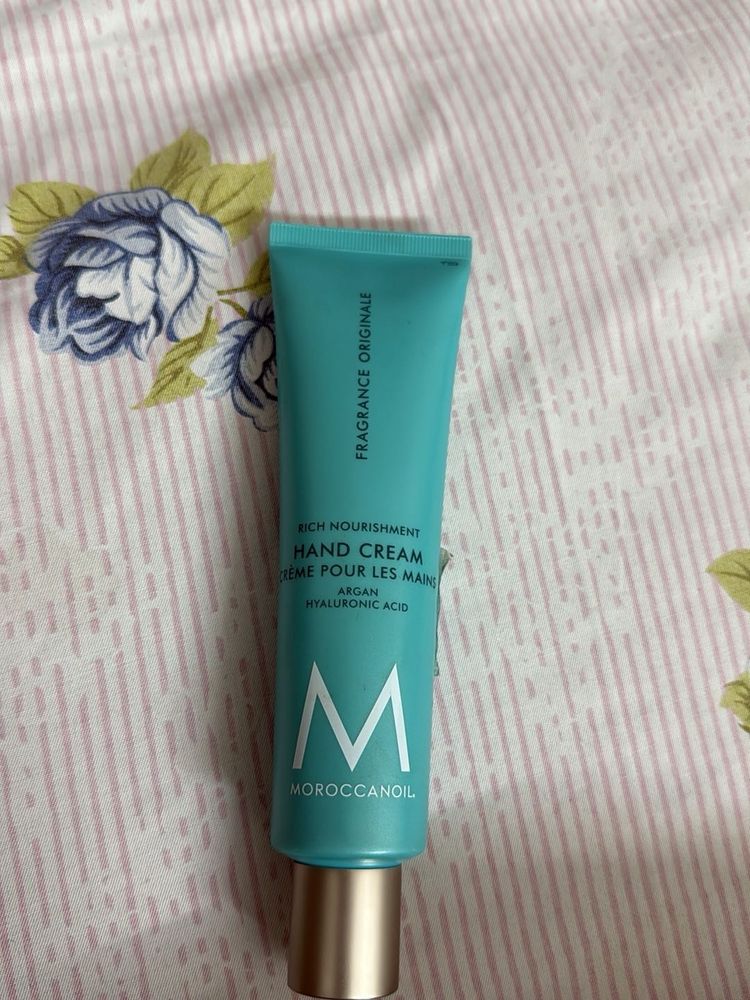 FRAGRANCE ORIGINALE
RICH NOURISHMENT
HAND CREAM
CRÈME POUR LES MAINS
ARGAN
HYALURONIC ACID
M
MOROCCANOIL.